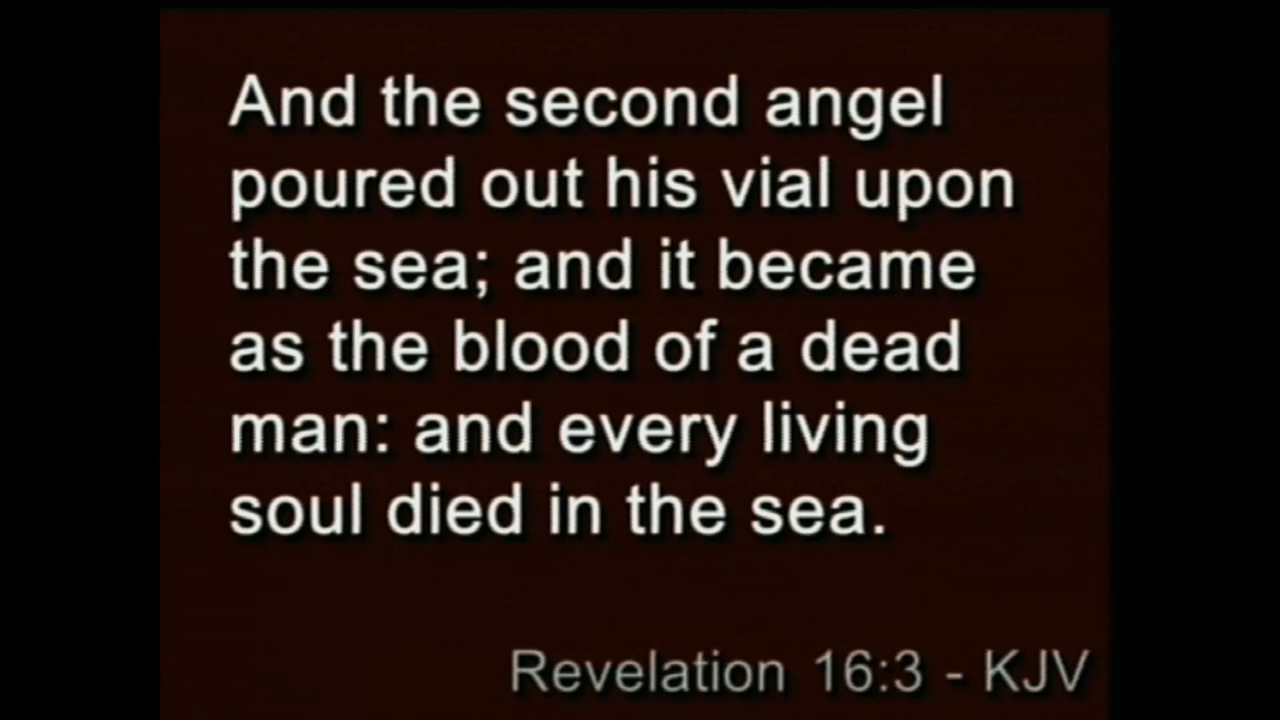 And the second angel
poured out his vial upon
the sea; and it became
as the blood of a dead
man: and every living
soul died in the sea.
Revelation 16:3 - KJV